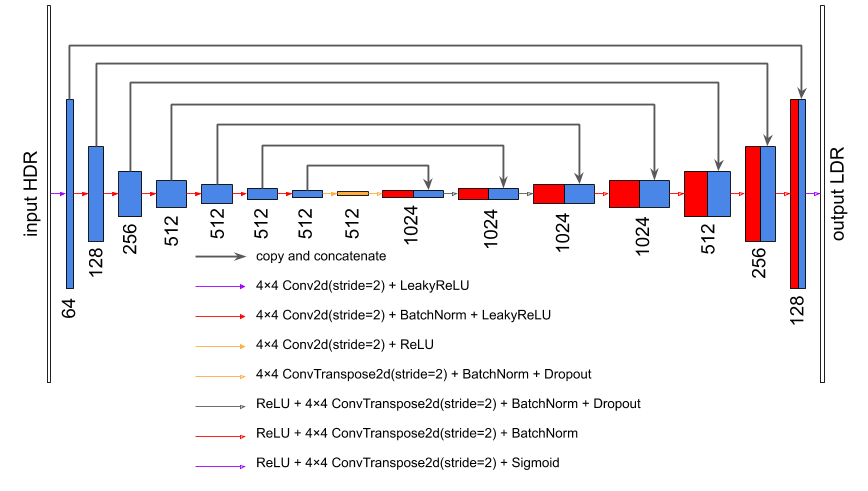 input HDR
64
128
256
512
512
512
512
512
1024
1024
1024
1024
512
256
128
output LDR
copy and concatenate
4×4 Conv2d(stride=2) + LeakyReLU
4×4 Conv2d(stride=2) + BatchNorm + LeakyReLU
4×4 Conv2d(stride=2) + ReLU
4×4 ConvTranspose2d(stride=2) + BatchNorm + Dropout
ReLU + 4×4 ConvTranspose2d(stride=2) + BatchNorm + Dropout
ReLU + 4×4 ConvTranspose2d(stride=2) + BatchNorm
ReLU + 4×4 ConvTranspose2d(stride=2) + Sigmoid